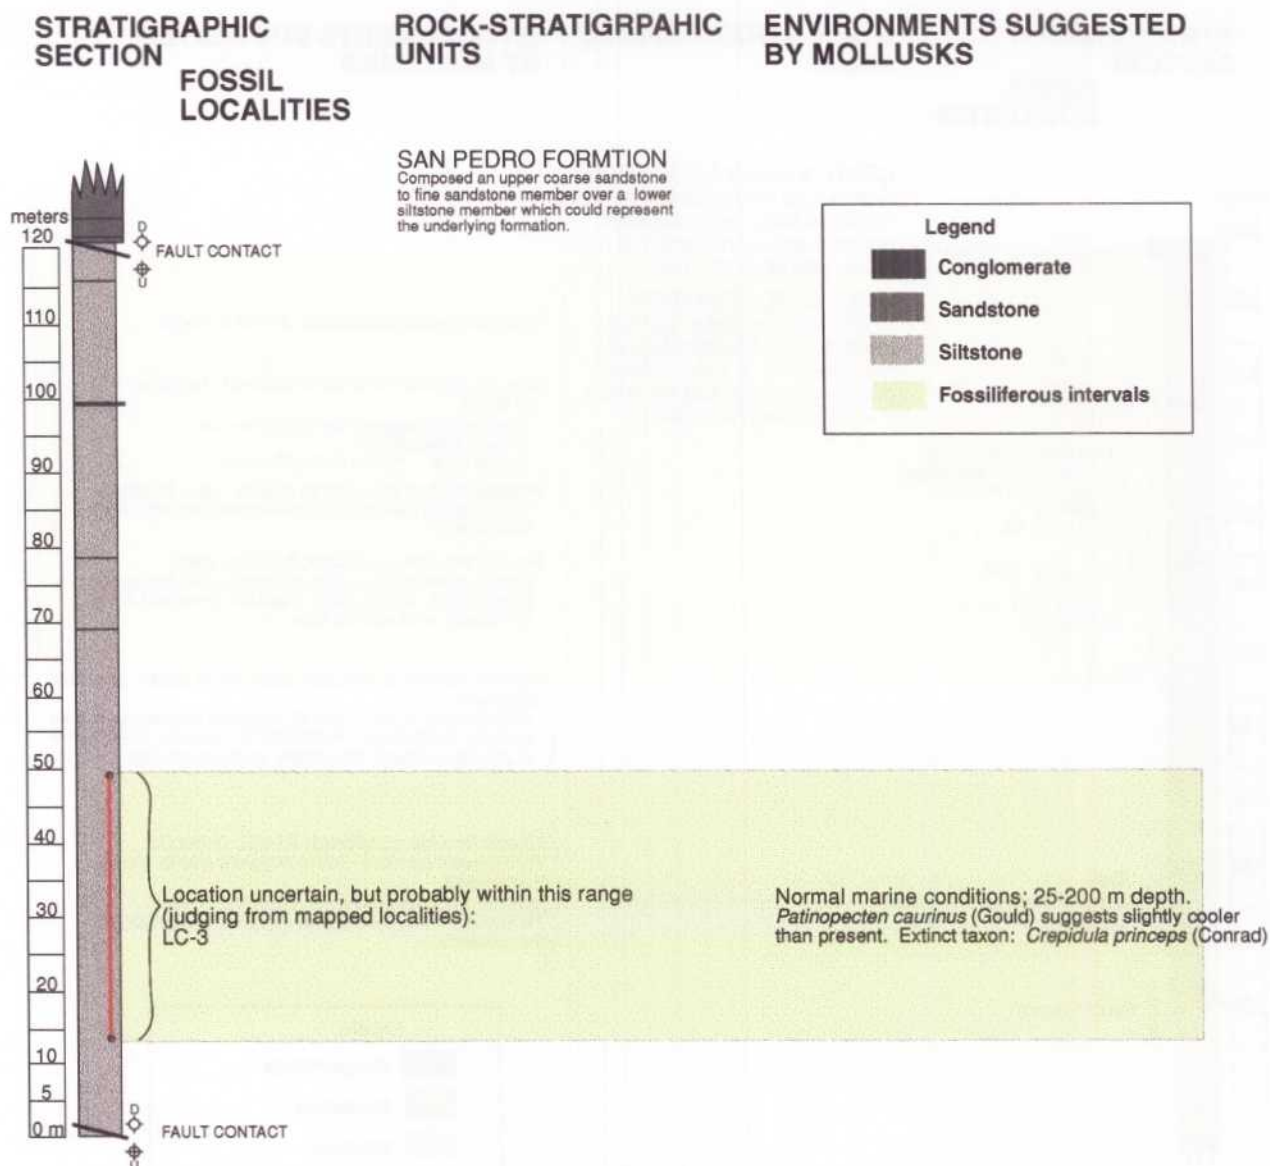 STRATIGRAPHIC
SECTION
FOSSIL
LOCALITIES
ROCK-STRATIGRPAHIC
UNITS
ENVIRONMENTS SUGGESTED
BY MOLLUSKS
SAN PEDRO FORMTION
Composed an upper coarse sandstone
to fine sandstone member over a lower
siltstone member which could represent
the underlying formation.
Legend
Conglomerate
Sandstone
Siltstone
Fossiliferous intervals
meters
120
D
FAULT CONTACT
U
110
100
90
80
70
60
50
40
30
20
10
5
0 m
Location uncertain, but probably within this range
(judging from mapped localities):
LC-3
Normal marine conditions; 25-200 m depth.
Patinopecten caurinus (Gould) suggests slightly cooler
than present. Extinct taxon: Crepidula princeps (Conrad)
D
FAULT CONTACT